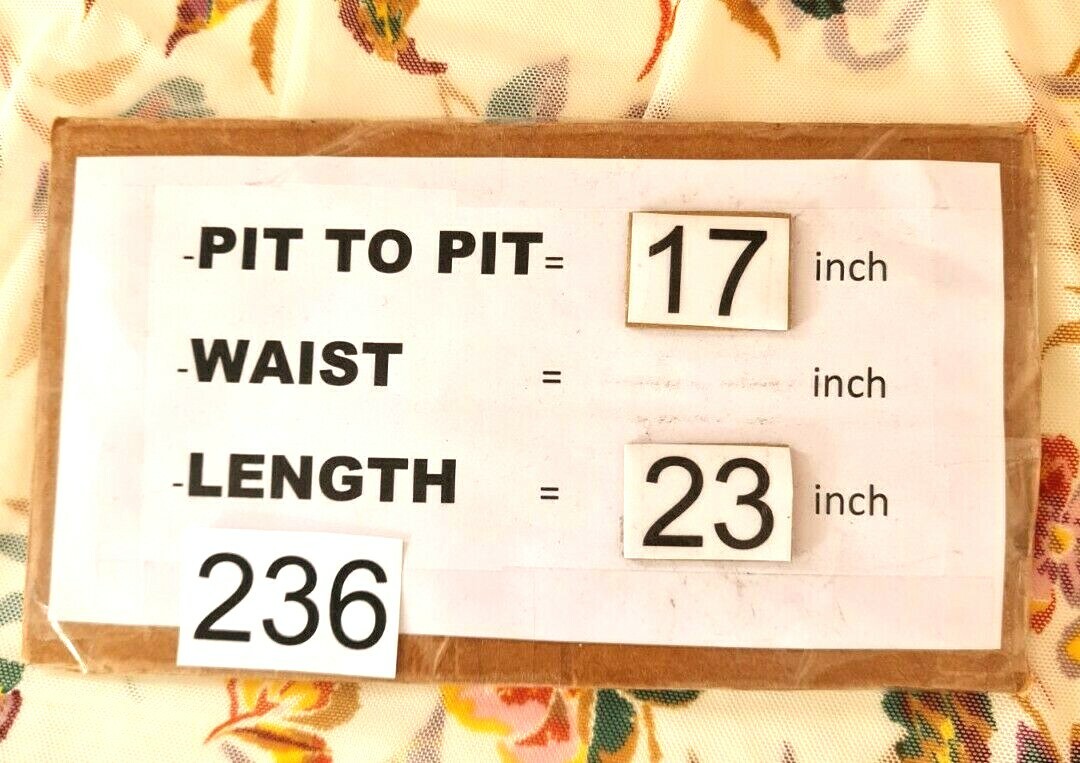 -PIT TO PIT= 17 inch
-WAIST = inch
-LENGTH = 23 inch
236